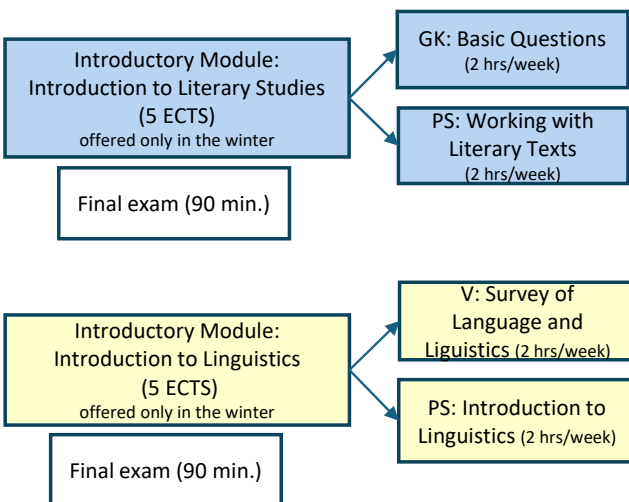 Introductory Module:
Introduction to Literary Studies
(5 ECTS)
offered only in the winter
GK: Basic Questions
(2 hrs/week)
PS: Working with
Literary Texts
(2 hrs/week)
Final exam (90 min.)
Introductory Module:
Introduction to Linguistics
(5 ECTS)
offered only in the winter
V: Survey of
Language and
Liguistics (2 hrs/week)
PS: Introduction to
Linguistics (2 hrs/week)
Final exam (90 min.)